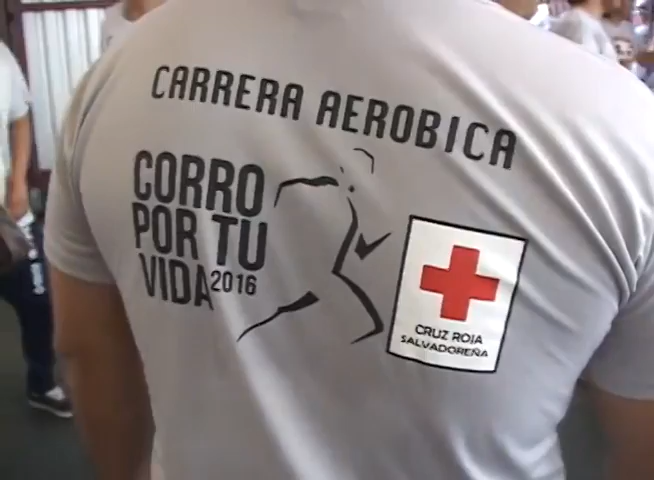 CARRERA AEROBICA
CORRO
POR TU
VIDA 2016
CRUZ ROJA
SALVADOREÑA